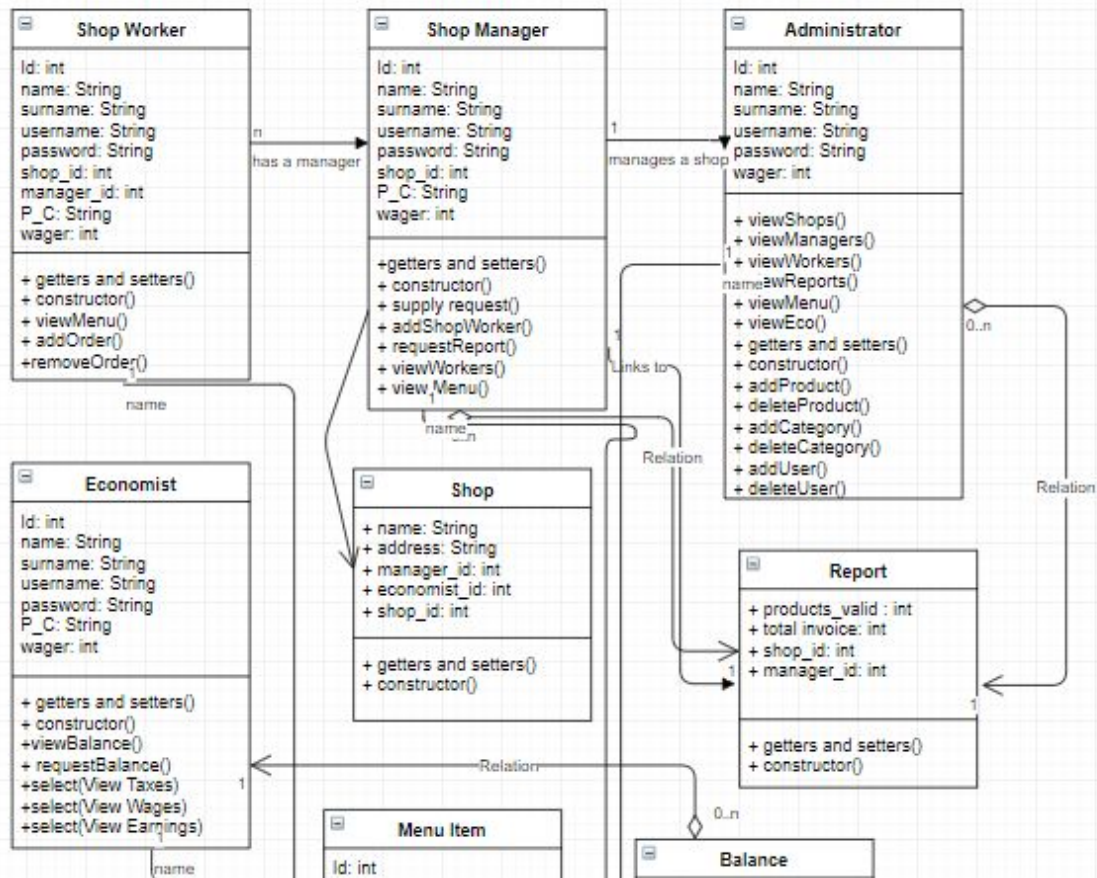 Shop Worker
Id: int
name: String
surname: String
username: String
password: String
shop_id: int
manager_id: int
P_C: String
wager: int
+ getters and setters()
+ constructor()
+ viewMenu()
+ addOrder()
+removeOrder()
1
name
n
has a manager
Shop Manager
Id: int
name: String
surname: String
username: String
password: String
shop_id: int
P_C: String
wager: int
+getters and setters()
+ constructor()
+ supply request()
+ addShopWorker()
+ requestReport()
+ viewWorkers()
+ view Menu()
1
name
0..n
1
manages a shop
1
Links to
Relation
Administrator
Id: int
name: String
surname: String
username: String
password: String
wager: int
+ viewShops()
+ viewManagers()
+ viewWorkers()
ewReports()
+ viewMenu()
+ viewEco()
+ getters and setters()
+ constructor()
+ addProduct()
+ deleteProduct()
+ addCategory()
+ deleteCategory()
+ addUser()
+ deleteUser()
1
name
0..n
Relation
Economist
Id: int
name: String
surname: String
username: String
password: String
P_C: String
wager: int
+ getters and setters()
+ constructor()
+viewBalance()
+ requestBalance()
+select(View Taxes)
+select(View Wages)
+select(View Earnings)
1
1
name
Shop
+ name: String
+ address: String
+ manager_id: int
+ economist_id: int
+ shop_id: int
+ getters and setters()
+ constructor()
Report
+ products_valid : int
+ total invoice: int
+ shop_id: int
+ manager_id: int
1
1
+ getters and setters()
+ constructor()
Relation
0..n
Menu Item
Id: int
Balance